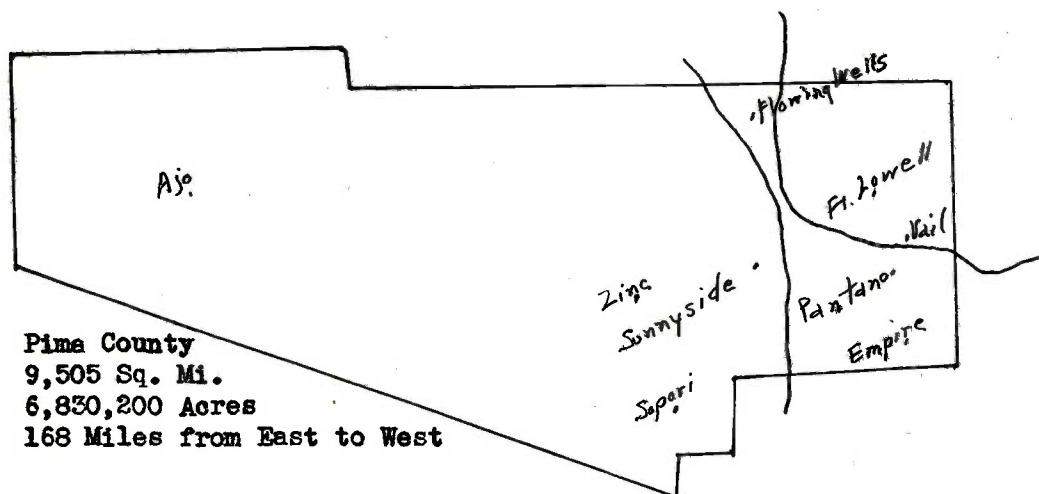 Flowing Wells
Ajo
Ft. Lowell
Vail
Zinc
Sunnyside
Pantano
Empire
Sopari
Pima County
9,505 Sq. Mi.
6,830,200 Acres
168 Miles from East to West